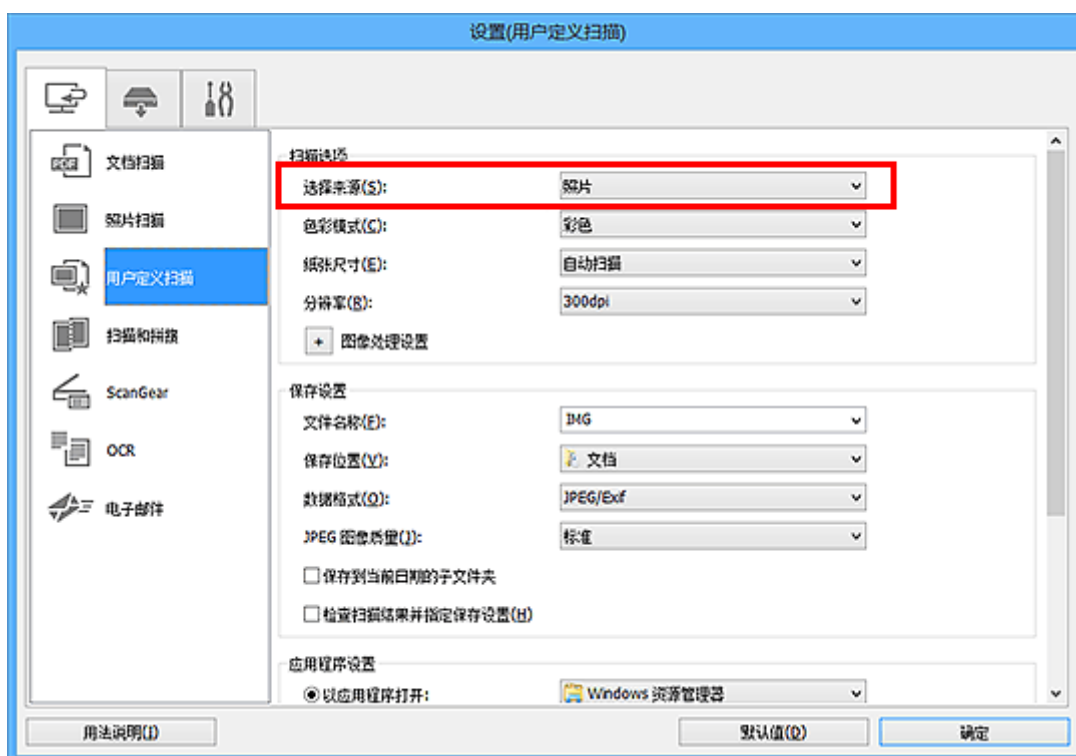 设置(用户定义扫描)
PDF
文档扫描
照片扫描
用户定义扫描
扫描和拼接
ScanGear
OCR
电子邮件
扫描选项
选择来源(S): 照片
色彩模式(C): 彩色
纸张尺寸(E): 自动扫描
分辨率(R): 300dpi
+ 图像处理设置
保存设置
文件名称(F): IMG
保存位置(V): 文档
数据格式(O): JPEG/Exif
JPEG 图像质量(J): 标准
保存到当前日期的子文件夹
检查扫描结果并指定保存设置(H)
应用程序设置
以应用程序打开: Windows 资源管理器
用法说明(I) 默认值(D) 确定